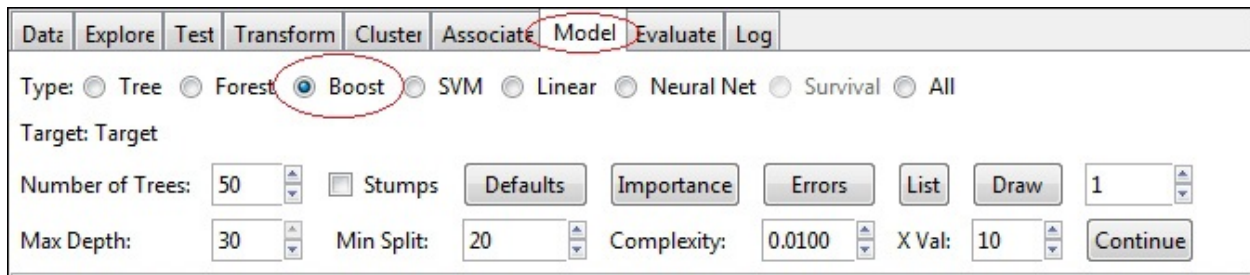 Data Explore Test Transform Cluster Associate Model Evaluate Log
Type: Tree Forest Boost SVM Linear Neural Net Survival All
Target: Target
Number of Trees: 50 Stumps Defaults Importance Errors List Draw 1
Max Depth: 30 Min Split: 20 Complexity: 0.0100 X Val: 10 Continue